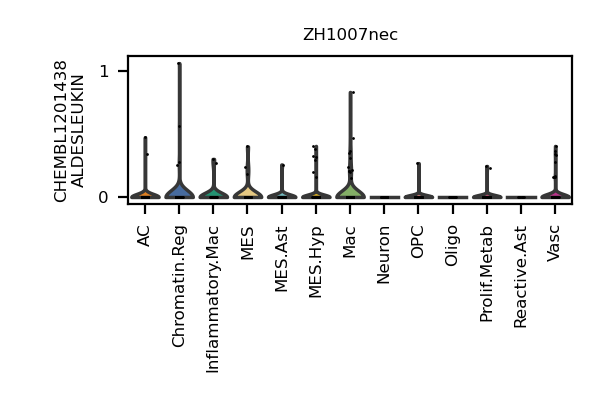 ZH1007nec
CHEMBL1201438
ALDESLEUKIN
1
0
AC
Chromatin.Reg
Inflammatory.Mac
MES
MES.Ast
MES.Hyp
Mac
Neuron
OPC
Oligo
Prolif.Metab
Reactive.Ast
Vasc